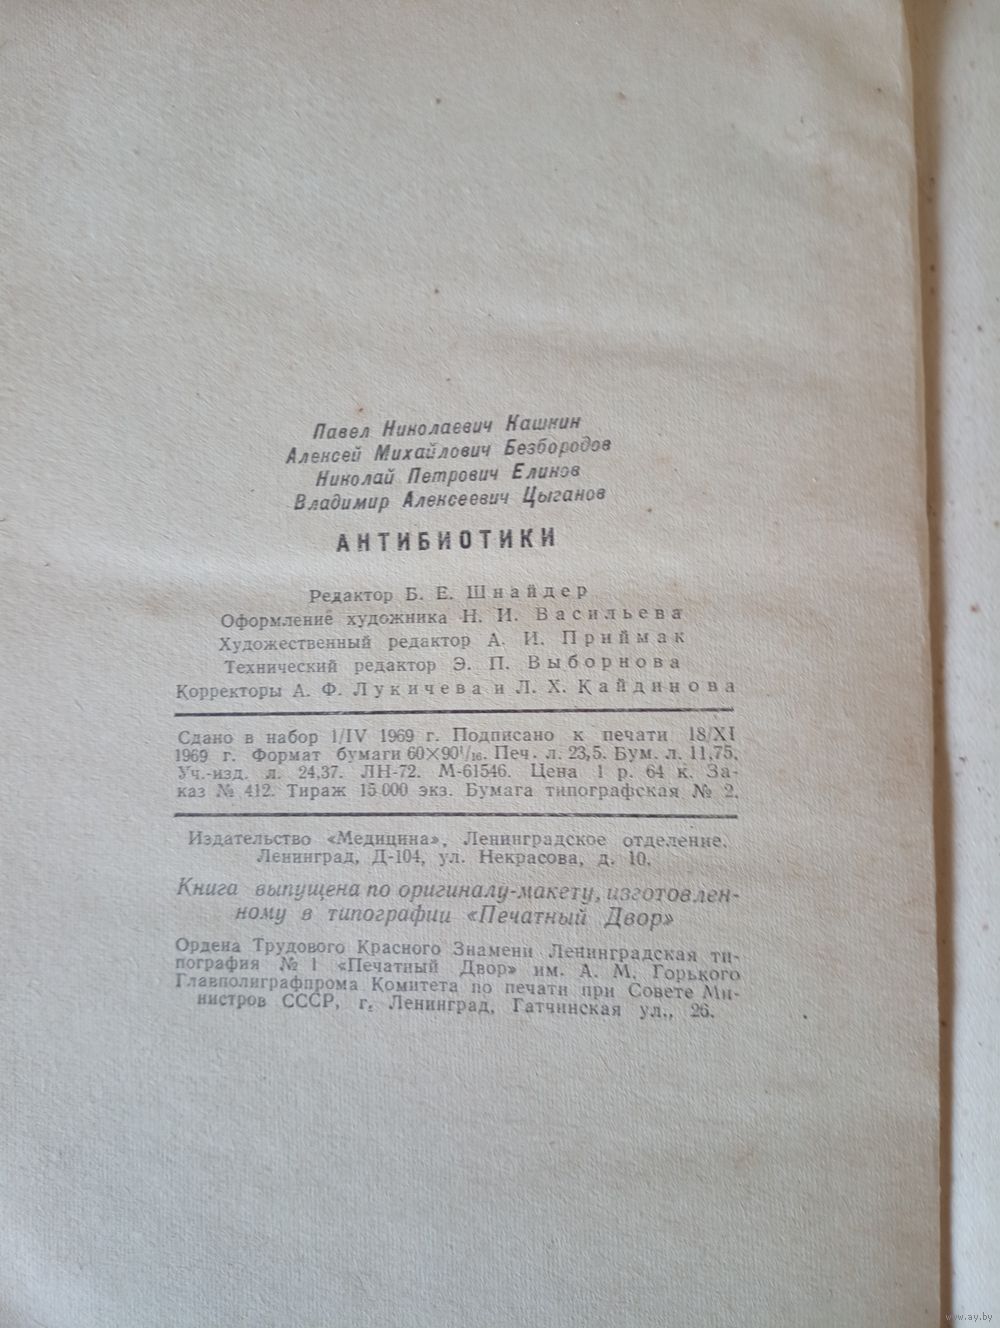 Павел Николаевич Кашкин
Алексей Михайлович Безбородов
Николай Петрович Елинов
Владимир Алексеевич Цыганов
АНТИБИОТИКИ
Редактор Б. Е. Шнайдер
Оформление художника Н. И. Васильева
Художественный редактор А. И. Приймак
Технический редактор Э. П. Выборнова
Корректоры А. Ф. Лукичева и Л. Х. Кайдинова
Сдано в набор 1/IV 1969 г. Подписано к печати 18/XI
1969 г. Формат бумаги 60×90¹/₁₆. Печ. л. 23,5. Бум. л. 11,75.
Уч.-изд. л. 24,37. ЛН-72. М-61546. Цена 1 р. 64 к. За-
каз № 412. Тираж 15 000 экз. Бумага типографская № 2.
Издательство «Медицина», Ленинградское отделение.
Ленинград, Д-104, ул. Некрасова, д. 10.
Книга выпущена по оригиналу-макету, изготовлен-
ному в типографии «Печатный Двор»
Ордена Трудового Красного Знамени Ленинградская ти-
пография № 1 «Печатный Двор» им. А. М. Горького
Главполиграфпрома Комитета по печати при Совете Ми-
нистров СССР, г. Ленинград, Гатчинская ул., 26.
www.ay.by